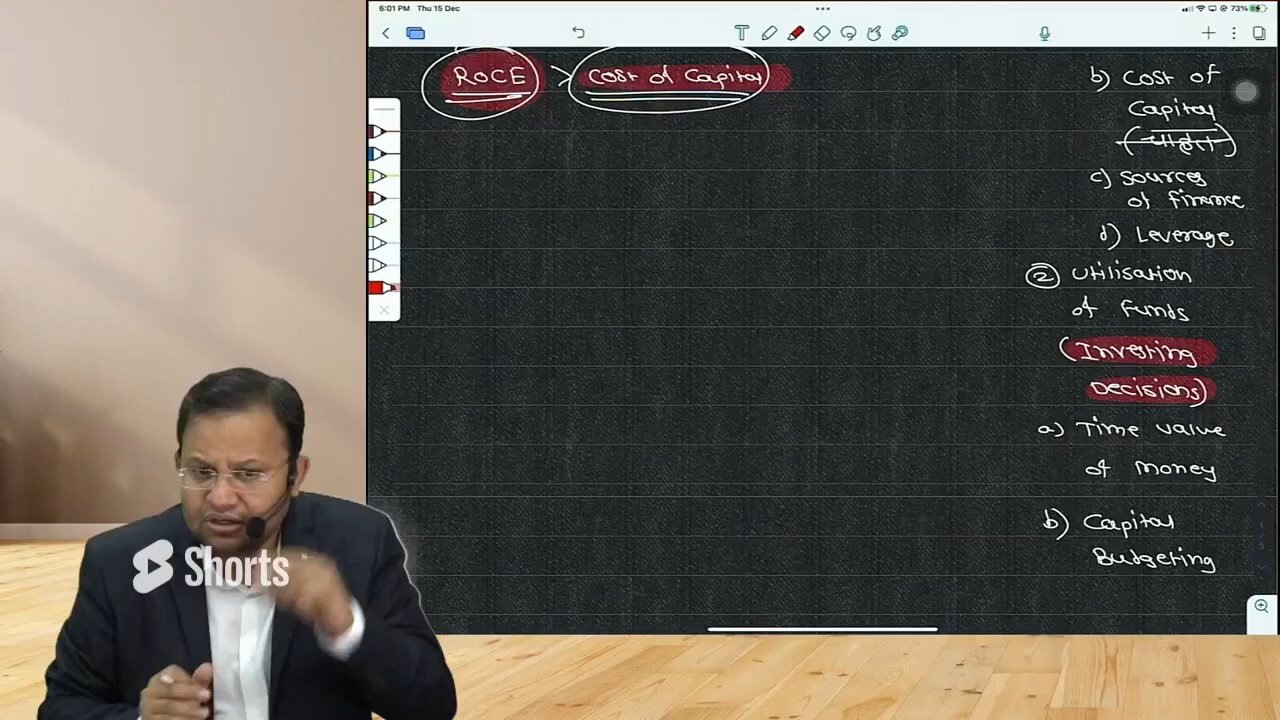 6:01 PM Thu 15 Dec
73%
ROCE > Cost of Capital
b) Cost of
Capital
c) Sources
of finance
d) Leverage
② Utilisation
of Funds
(Investing
Decisions)
a) Time value
of money
b) Capital
Budgeting
Shorts